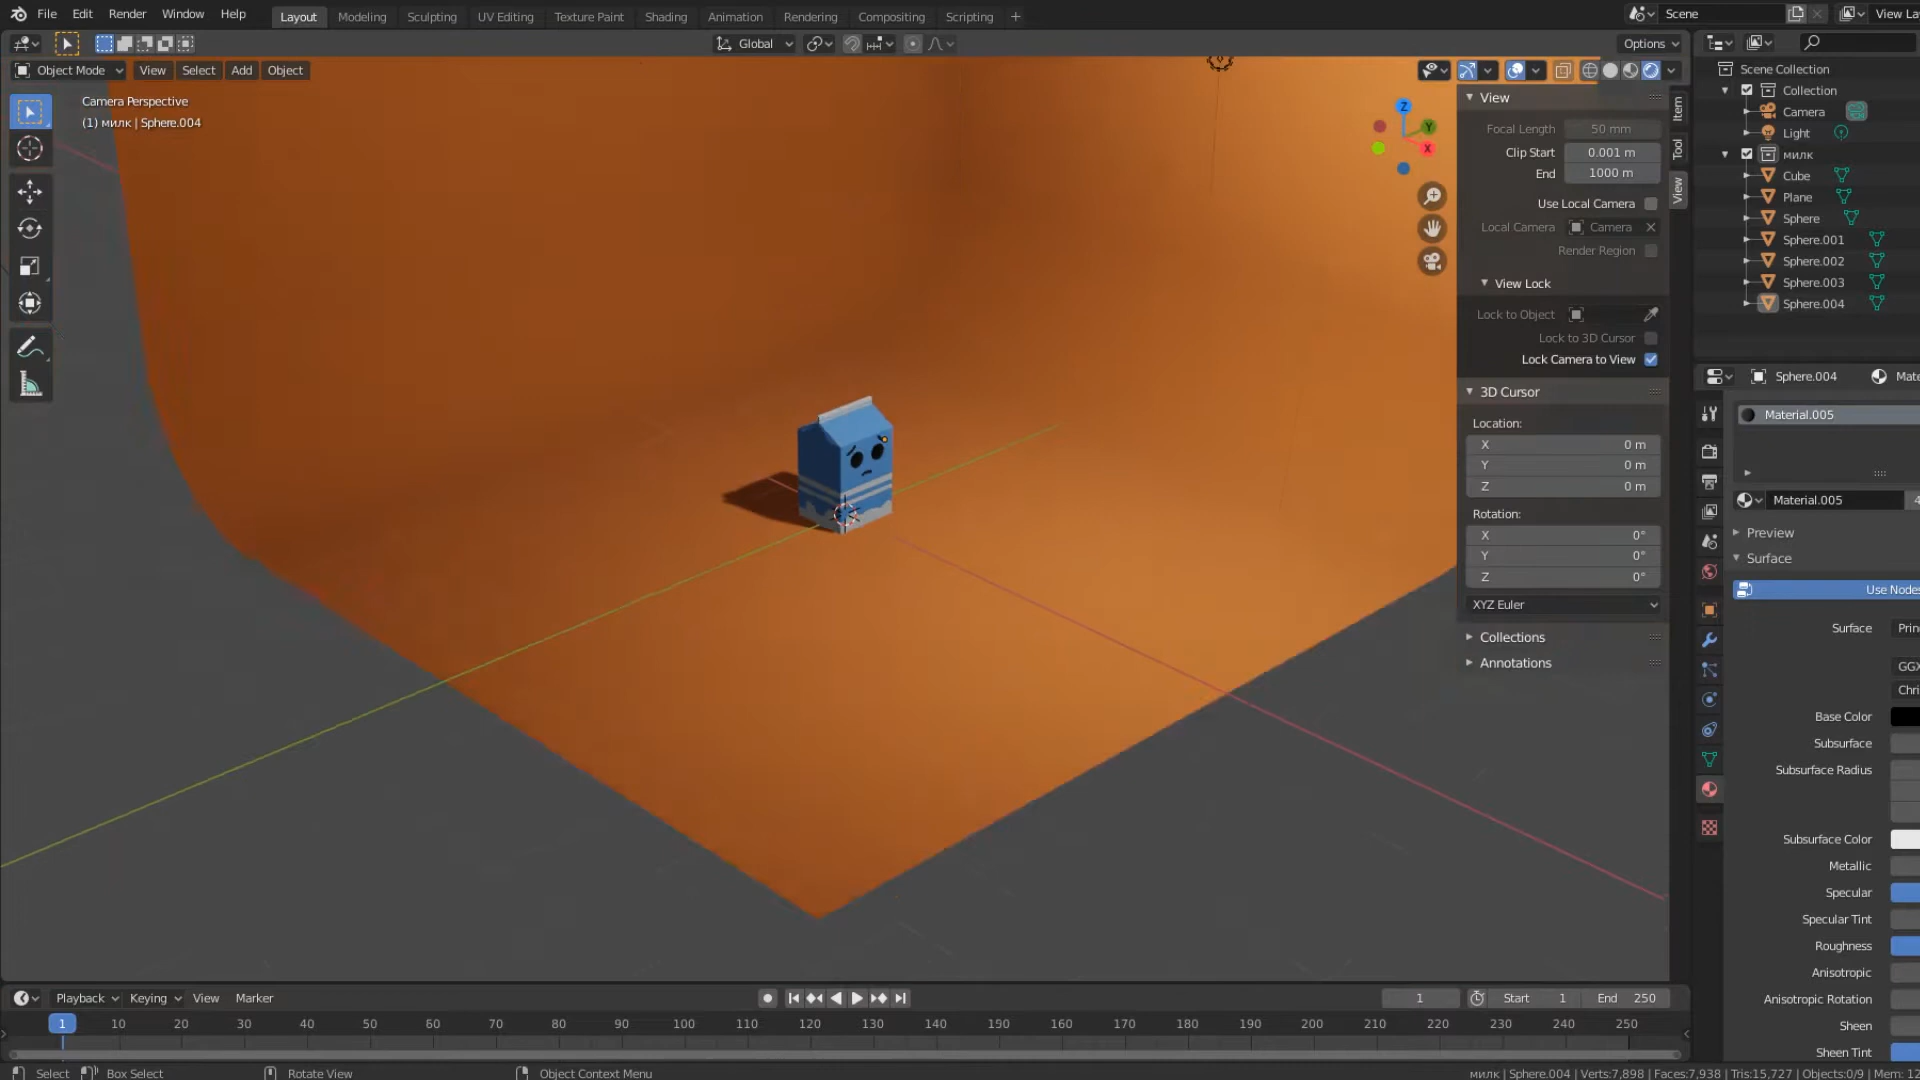 File Edit Render Window Help Layout Modeling Sculpting UV Editing Texture Paint Shading Animation Rendering Compositing Scripting + Scene View La
Global Options
Object Mode View Select Add Object
Camera Perspective
(1) милк | Sphere.004
Z
Y
X
View
Focal Length 50 mm
Clip Start 0.001 m
End 1000 m
Use Local Camera
Local Camera Camera
Render Region
View Lock
Lock to Object
Lock to 3D Cursor
Lock Camera to View
3D Cursor
Location:
X 0 m
Y 0 m
Z 0 m
Rotation:
X 0°
Y 0°
Z 0°
XYZ Euler
Collections
Annotations
Item
Tool
View
Scene Collection
Collection
Camera
Light
милк
Cube
Plane
Sphere
Sphere.001
Sphere.002
Sphere.003
Sphere.004
Sphere.004 Mate
Material.005
Material.005 4
Preview
Surface
Use Nodes
Surface Prin
GGX
Chri
Base Color
Subsurface
Subsurface Radius
Subsurface Color
Metallic
Specular
Specular Tint
Roughness
Anisotropic
Anisotropic Rotation
Sheen
Sheen Tint
Playback Keying View Marker 1 Start 1 End 250
1 10 20 30 40 50 60 70 80 90 100 110 120 130 140 150 160 170 180 190 200 210 220 230 240 250
Select Box Select Rotate View Object Context Menu милк | Sphere.004 | Verts:7,898 | Faces:7,938 | Tris:15,727 | Objects:0/9 | Mem: 12